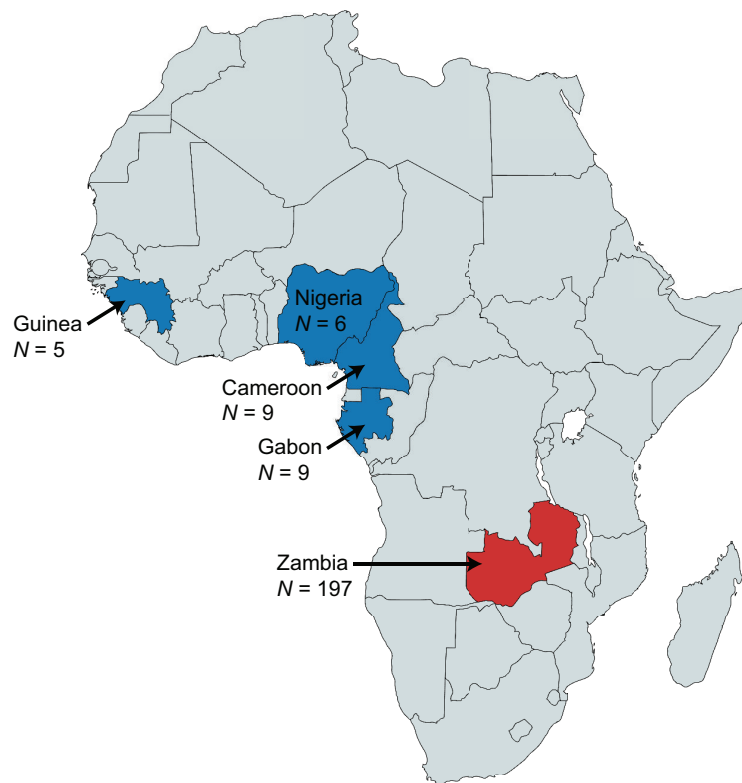 Nigeria
N = 6
Guinea
N = 5
Cameroon
N = 9
Gabon
N = 9
Zambia
N = 197